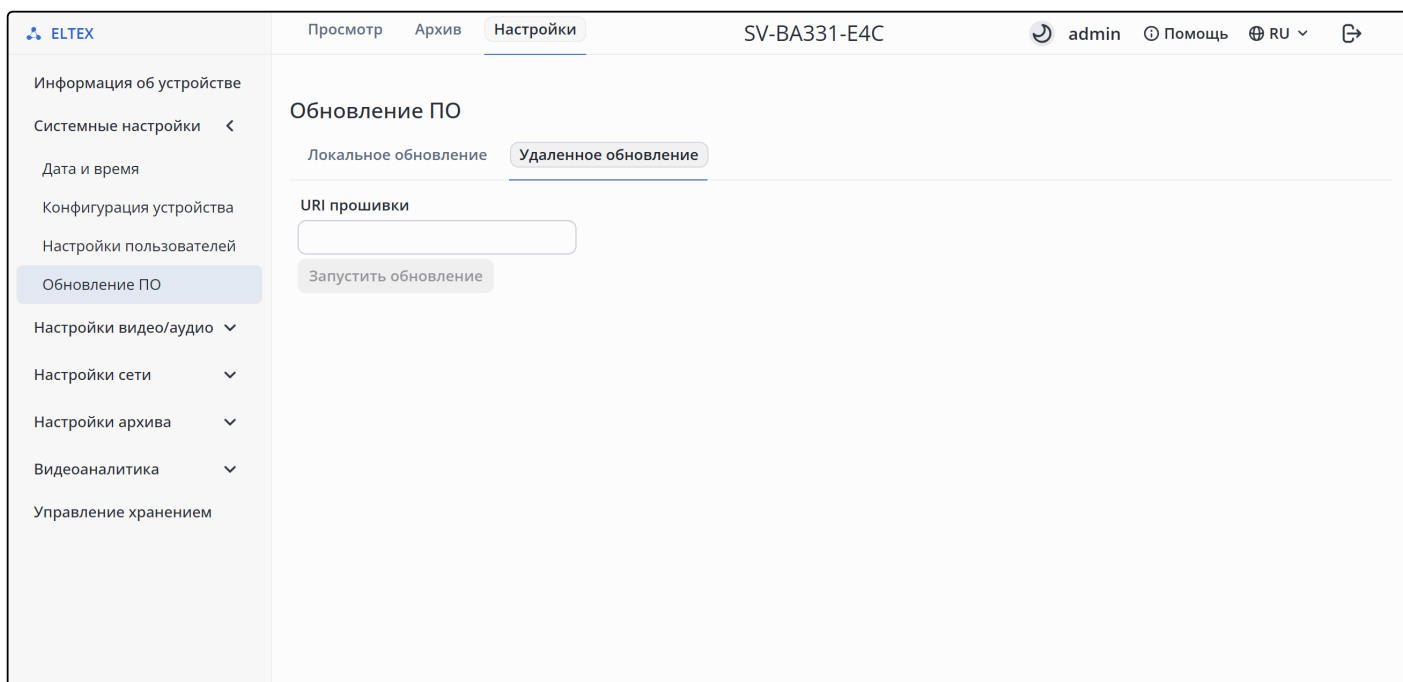 ELTEX
Просмотр Архив Настройки SV-BA331-E4C admin Помощь RU
Информация об устройстве
Системные настройки
Дата и время
Конфигурация устройства
Настройки пользователей
Обновление ПО
Настройки видео/аудио
Настройки сети
Настройки архива
Видеоаналитика
Управление хранением
Обновление ПО
Локальное обновление Удаленное обновление
URI прошивки
Запустить обновление